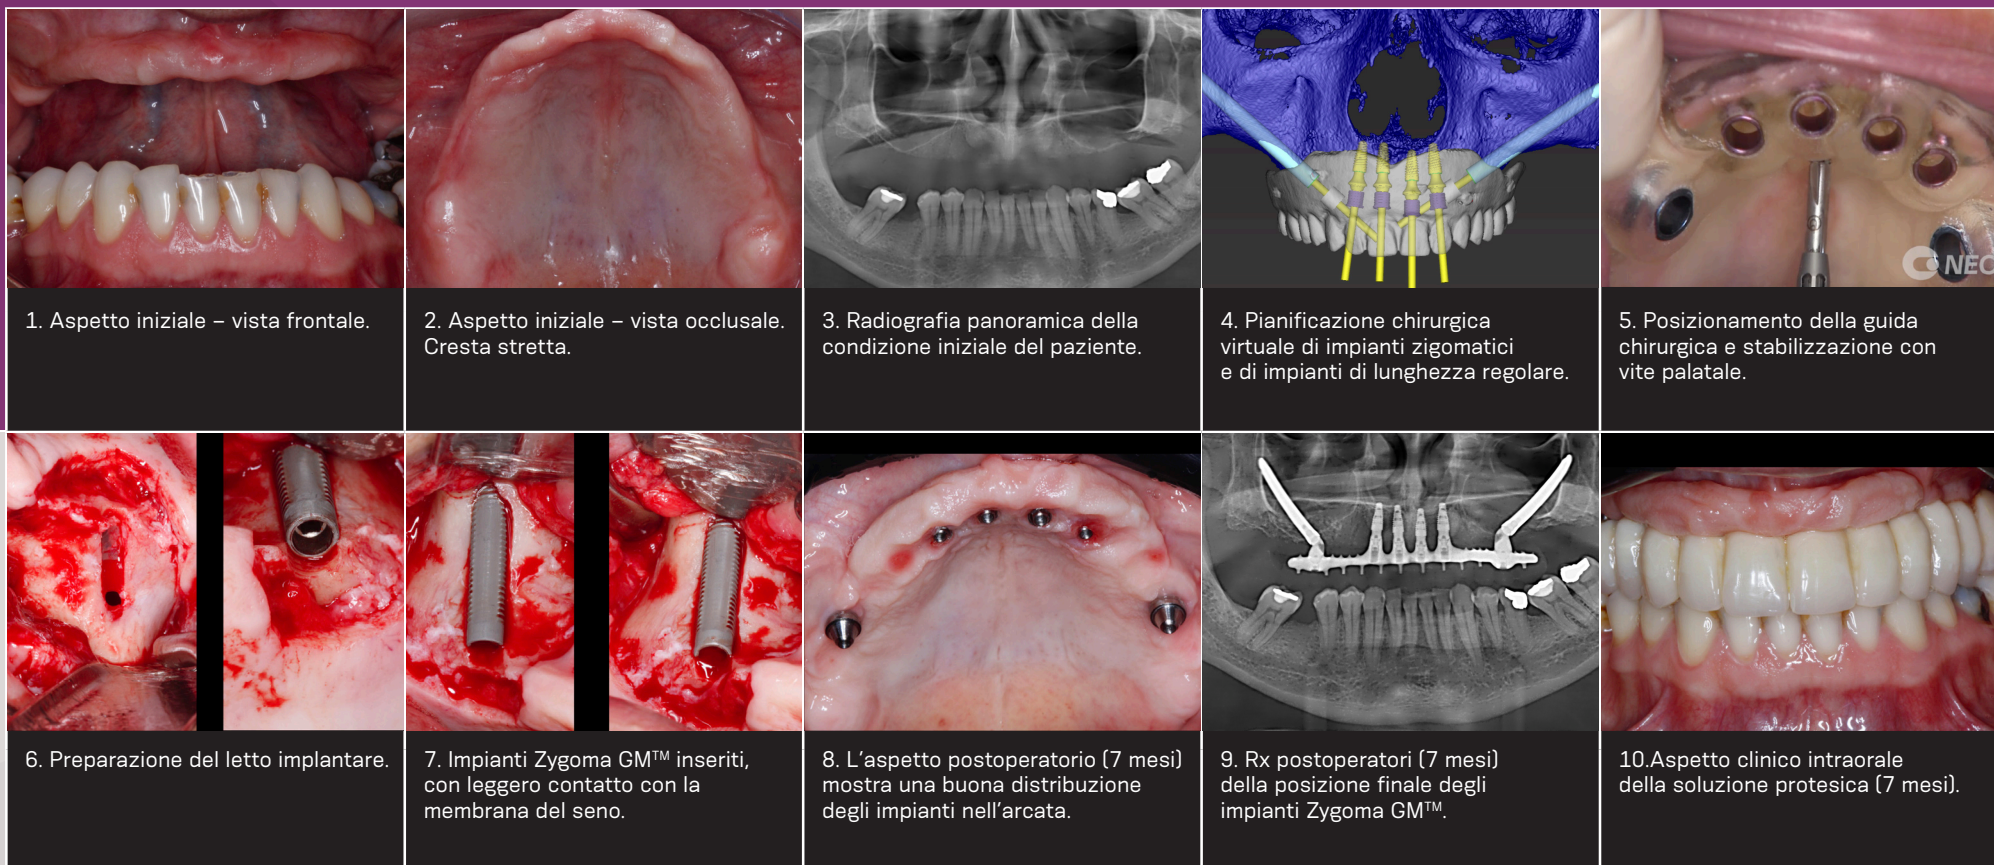 NEO
1. Aspetto iniziale – vista frontale.
2. Aspetto iniziale – vista occlusale.
Cresta stretta.
3. Radiografia panoramica della
condizione iniziale del paziente.
4. Pianificazione chirurgica
virtuale di impianti zigomatici
e di impianti di lunghezza regolare.
5. Posizionamento della guida
chirurgica e stabilizzazione con
vite palatale.
6. Preparazione del letto implantare.
7. Impianti Zygoma GM™ inseriti,
con leggero contatto con la
membrana del seno.
8. L'aspetto postoperatorio (7 mesi)
mostra una buona distribuzione
degli impianti nell'arcata.
9. Rx postoperatori (7 mesi)
della posizione finale degli
impianti Zygoma GM™.
10.Aspetto clinico intraorale
della soluzione protesica (7 mesi).